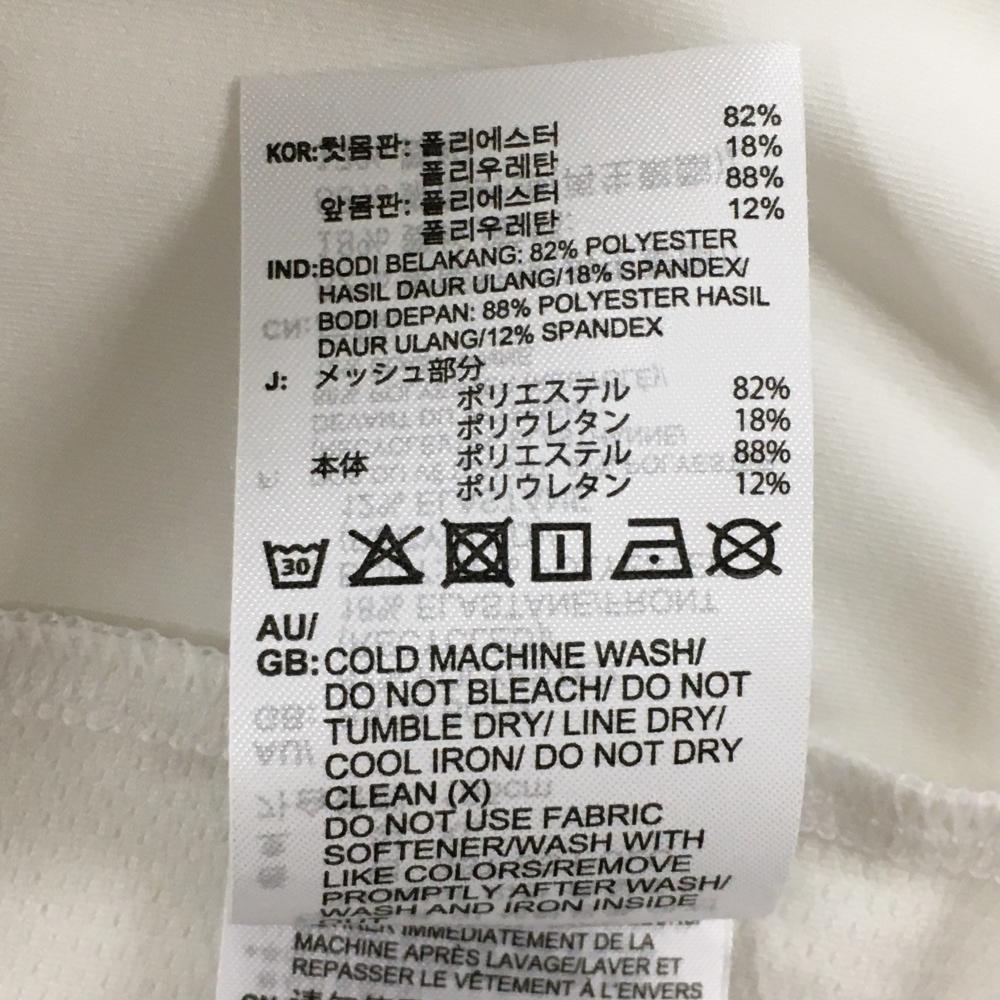 KOR:뒷몸판: 폴리에스터 82%
폴리우레탄 18%
앞몸판: 폴리에스터 88%
폴리우레탄 12%
IND:BODI BELAKANG: 82% POLYESTER
HASIL DAUR ULANG/18% SPANDEX/
BODI DEPAN: 88% POLYESTER HASIL
DAUR ULANG/12% SPANDEX
J: メッシュ部分
ポリエステル 82%
ポリウレタン 18%
本体 ポリエステル 88%
ポリウレタン 12%
30
AU/
GB:COLD MACHINE WASH/
DO NOT BLEACH/ DO NOT
TUMBLE DRY/ LINE DRY/
COOL IRON/ DO NOT DRY
CLEAN (X)
DO NOT USE FABRIC
SOFTENER/WASH WITH
LIKE COLORS/REMOVE
PROMPTLY AFTER WASH/
WASH AND IRON INSIDE
IMMEDIATEMENT DE LA
MACHINE APRÈS LAVAGE/LAVER ET
REPASSER LE VÊTEMENT À L'ENVERS